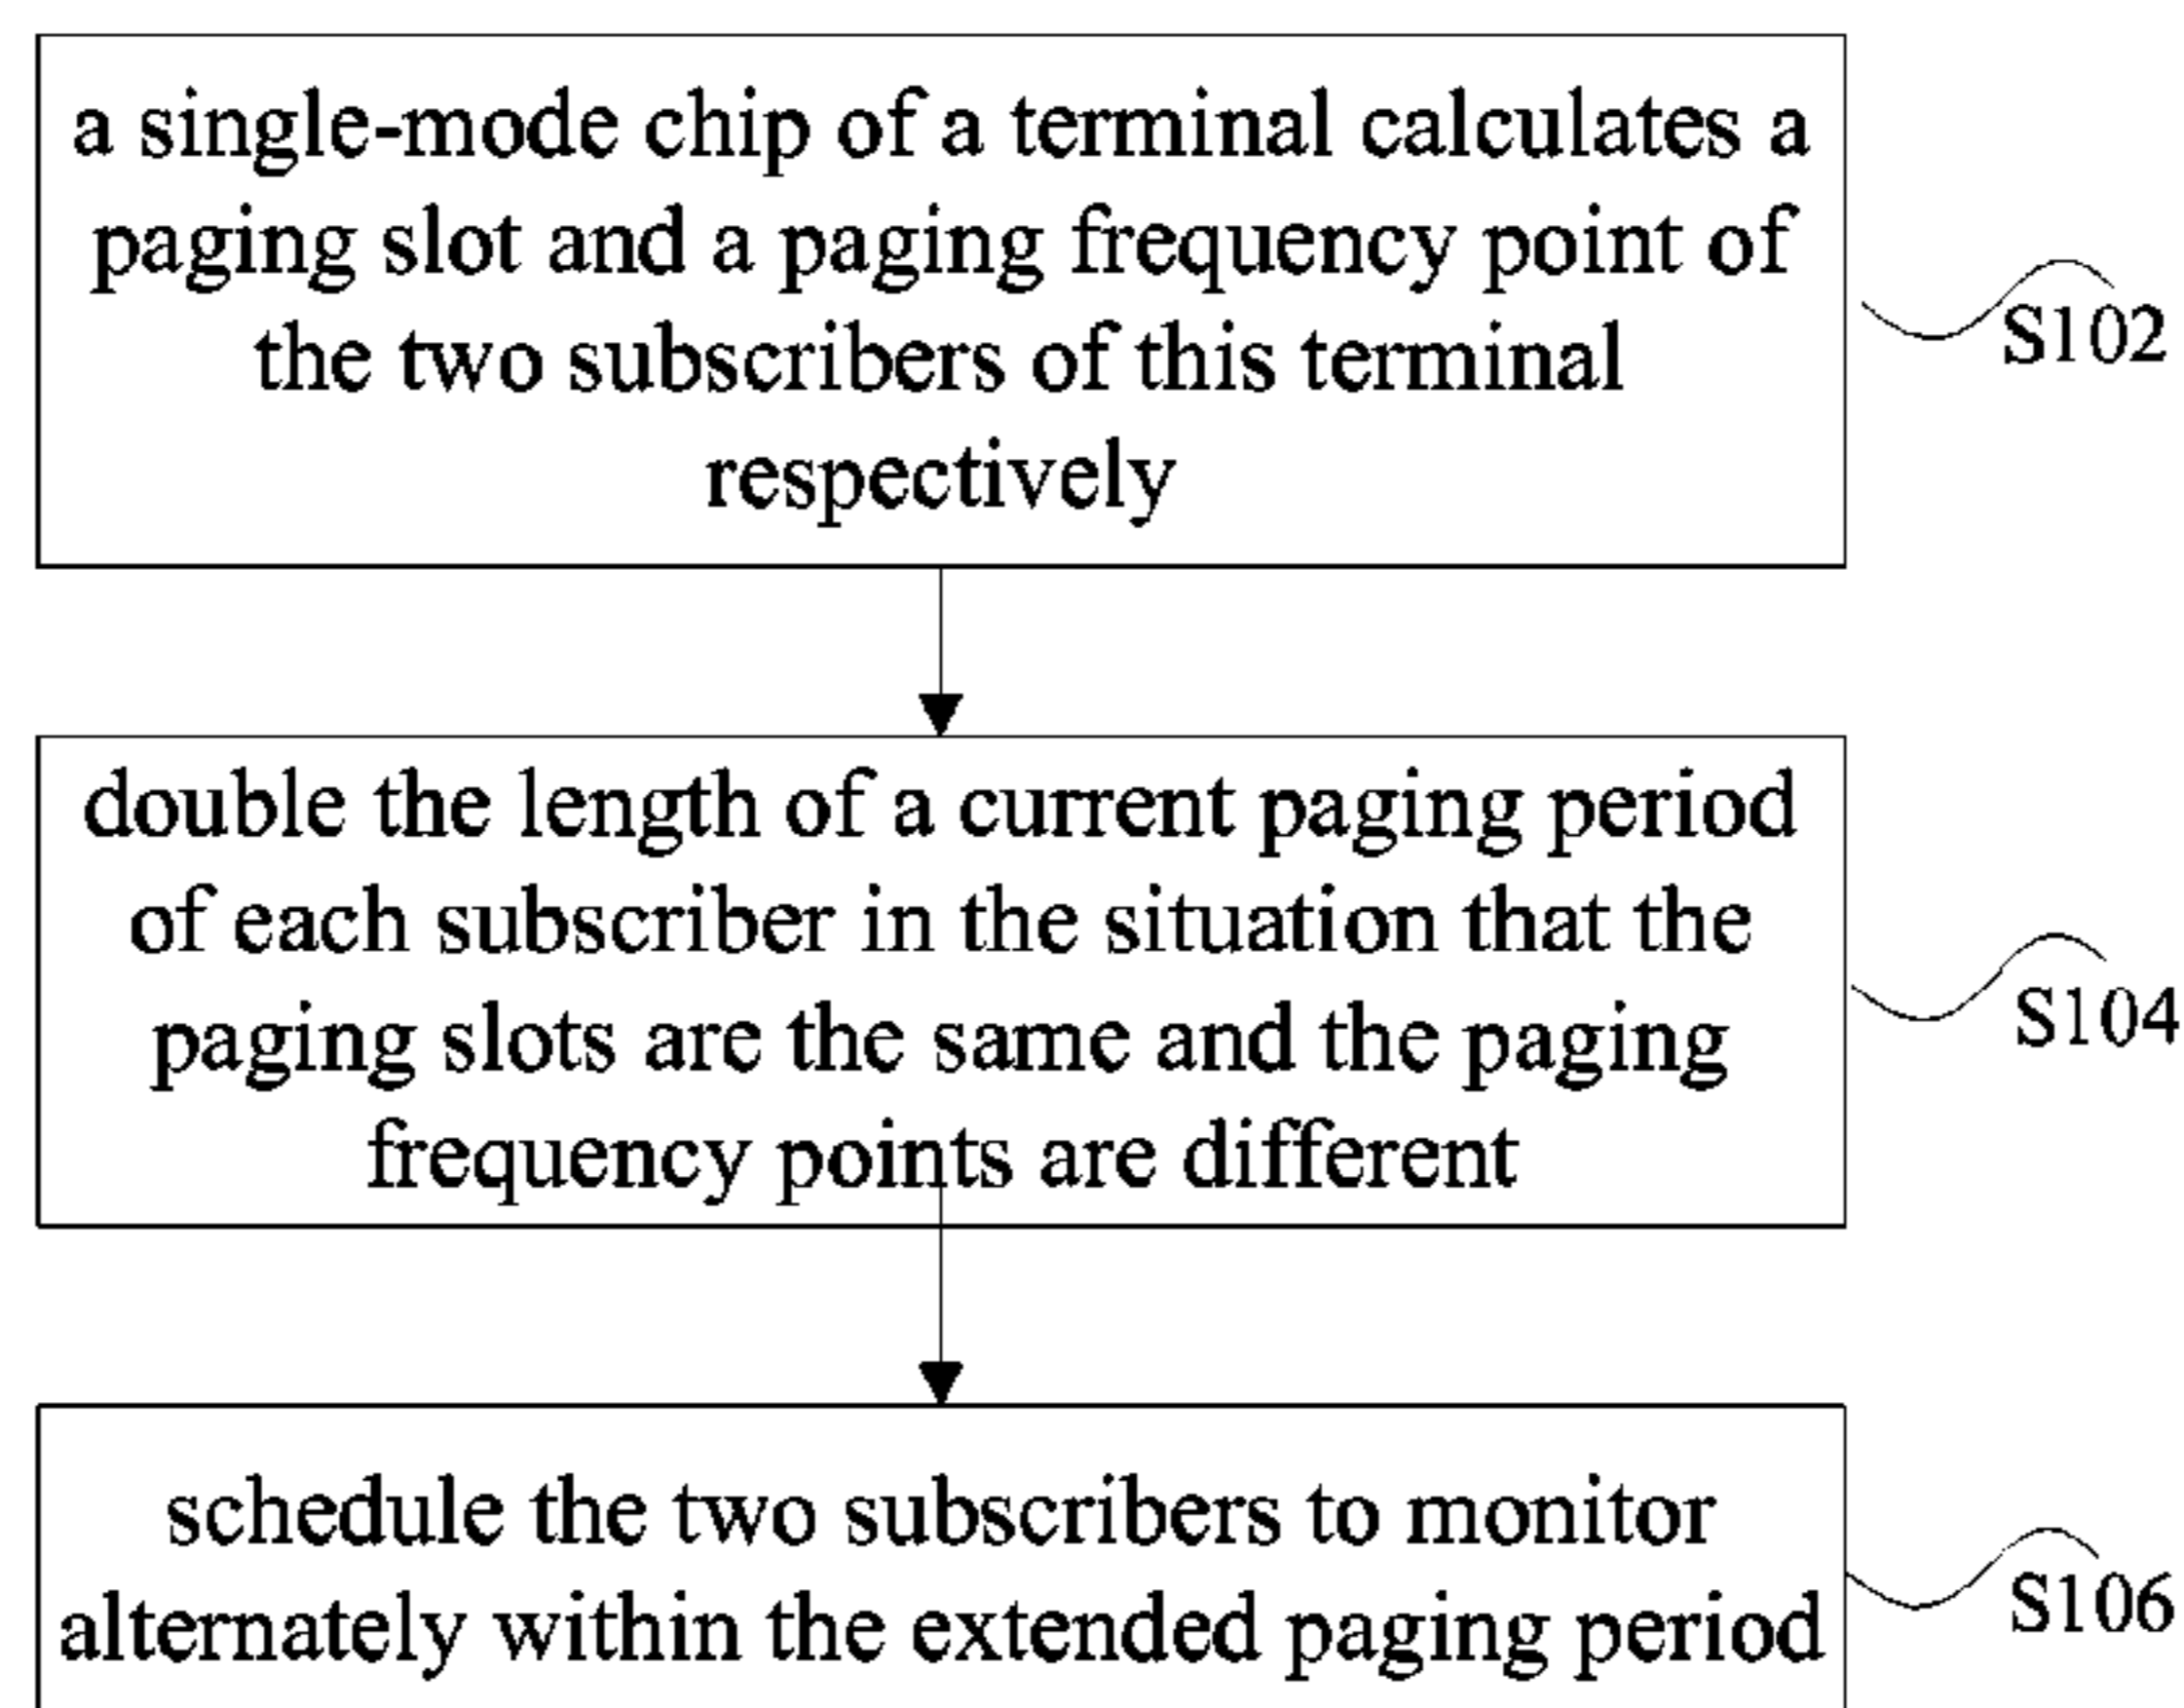 a single-mode chip of a terminal calculates a
paging slot and a paging frequency point of
the two subscribers of this terminal
respectively
S102
double the length of a current paging period
of each subscriber in the situation that the
paging slots are the same and the paging
frequency points are different
S104
schedule the two subscribers to monitor
alternately within the extended paging period
S106